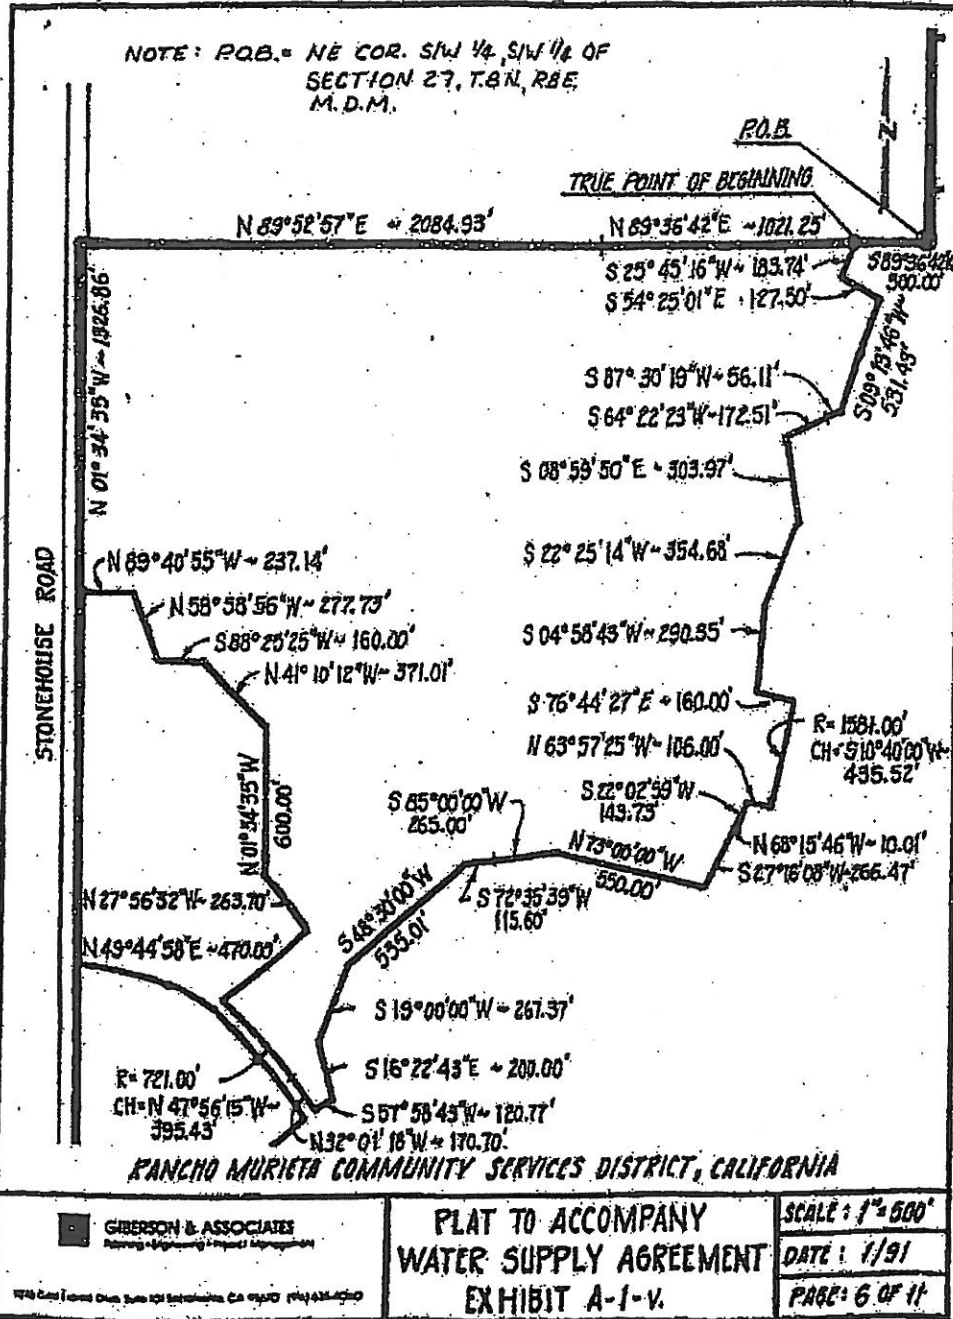 NOTE: P.O.B. = NE COR. S/W 1/4, S/W 1/4 OF
SECTION 27, T.8N, R8E
M.D.M.
P.O.B.
N
TRUE POINT OF BEGINNING
N 89°52'57"E ~ 2084.93'
N 89°36'42"E ~ 1021.25'
S 25°45'16"W ~ 183.74'
S 89°36'42"
300.00'
S 54°25'01"E ~ 127.50'
S 09°13'46"W ~
531.43'
N 01°34'35"W ~ 1326.86'
S 87°30'19"W ~ 56.11'
S 64°22'23"W ~ 172.51'
S 08°59'50"E ~ 303.97'
S 22°25'14"W ~ 354.68'
STONEHOUSE ROAD
N 89°40'55"W ~ 237.14'
N 58°58'56"W ~ 277.73'
S 88°25'25"W ~ 160.00'
N 41°10'12"W ~ 371.01'
S 04°58'43"W ~ 290.35'
S 76°44'27"E ~ 160.00'
R = 1581.00'
CH = S10°40'00"W ~
435.52'
N 63°57'25"W ~ 106.00'
S 22°02'59"W
143.73'
N 68°15'46"W ~ 10.01'
S 27°16'08"W ~ 266.47'
N 01°34'35"W
600.00'
S 85°00'00"W
265.00'
N 73°00'00"W
550.00'
S 72°35'39"W
115.60'
S 48°30'00"W
535.01'
N 27°56'32"W ~ 263.70'
N 49°44'58"E ~ 470.00'
S 19°00'00"W ~ 267.37'
S 16°22'43"E ~ 200.00'
R = 721.00'
CH = N 47°56'15"W ~
395.43'
S 57°58'43"W ~ 120.77'
N 32°01'18"W ~ 170.70'
RANCHO MURIETA COMMUNITY SERVICES DISTRICT, CALIFORNIA
GIBERSON & ASSOCIATES
Planning • Engineering • Project Management
PLAT TO ACCOMPANY
WATER SUPPLY AGREEMENT
EXHIBIT A-1-V.
SCALE: 1"=500'
DATE: 1/91
PAGE: 6 OF 11